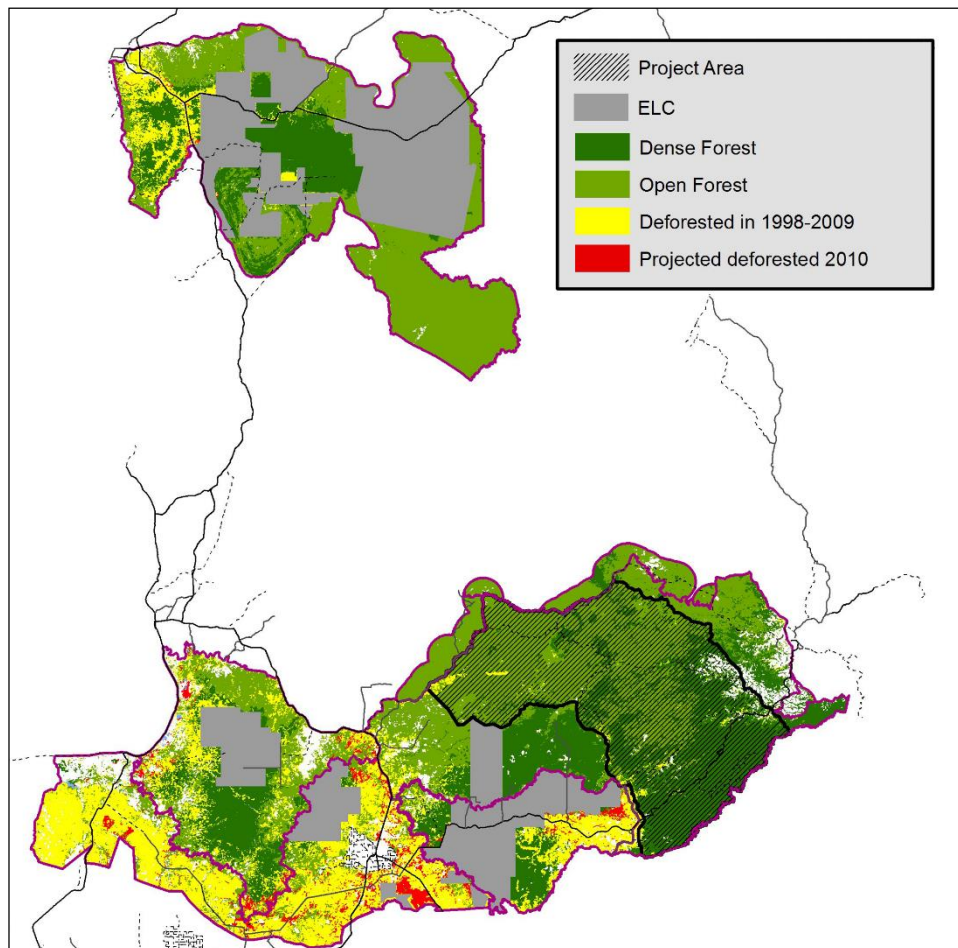 Project Area
ELC
Dense Forest
Open Forest
Deforested in 1998-2009
Projected deforested 2010